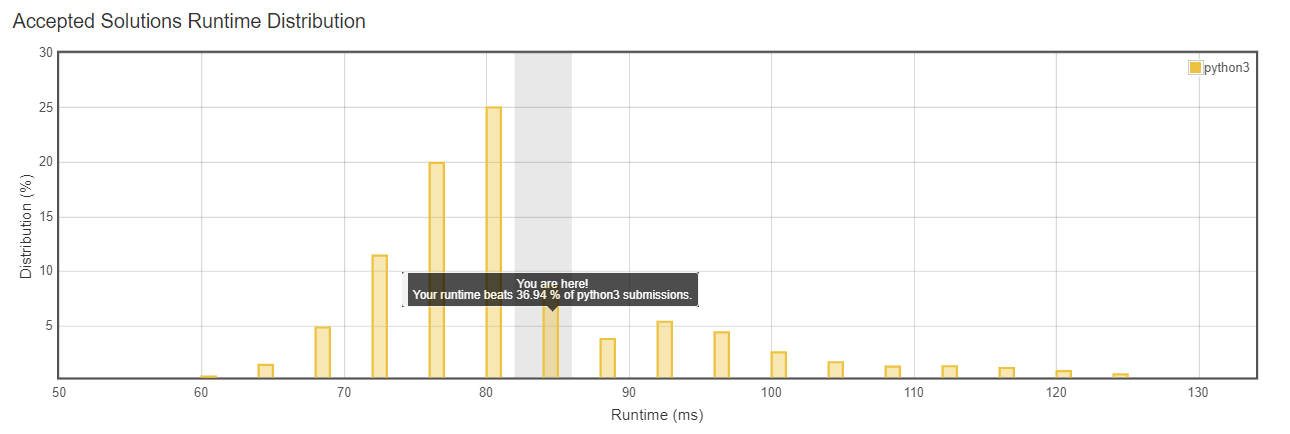 Accepted Solutions Runtime Distribution
30
python3
25
20
15
10
5
Distribution (%)
You are here!
Your runtime beats 36.94 % of python3 submissions.
50 60 70 80 90 100 110 120 130
Runtime (ms)